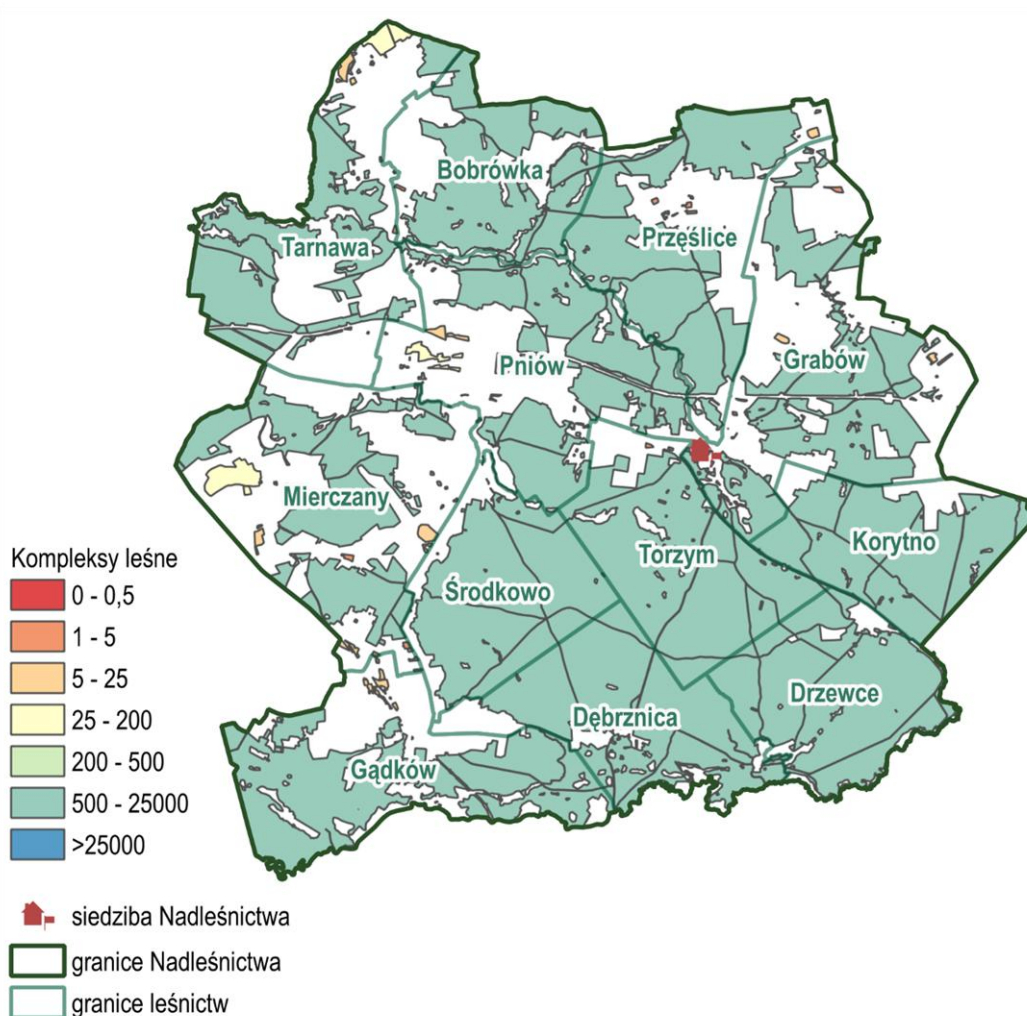 Bobrówka
Przęślice
Tarnawa
Pniów
Grabów
Mierczany
Torzym
Korytno
Środkowo
Drzewce
Dębrznica
Gądków
Kompleksy leśne
0 - 0,5
1 - 5
5 - 25
25 - 200
200 - 500
500 - 25000
>25000
siedziba Nadleśnictwa
granice Nadleśnictwa
granice leśnictw